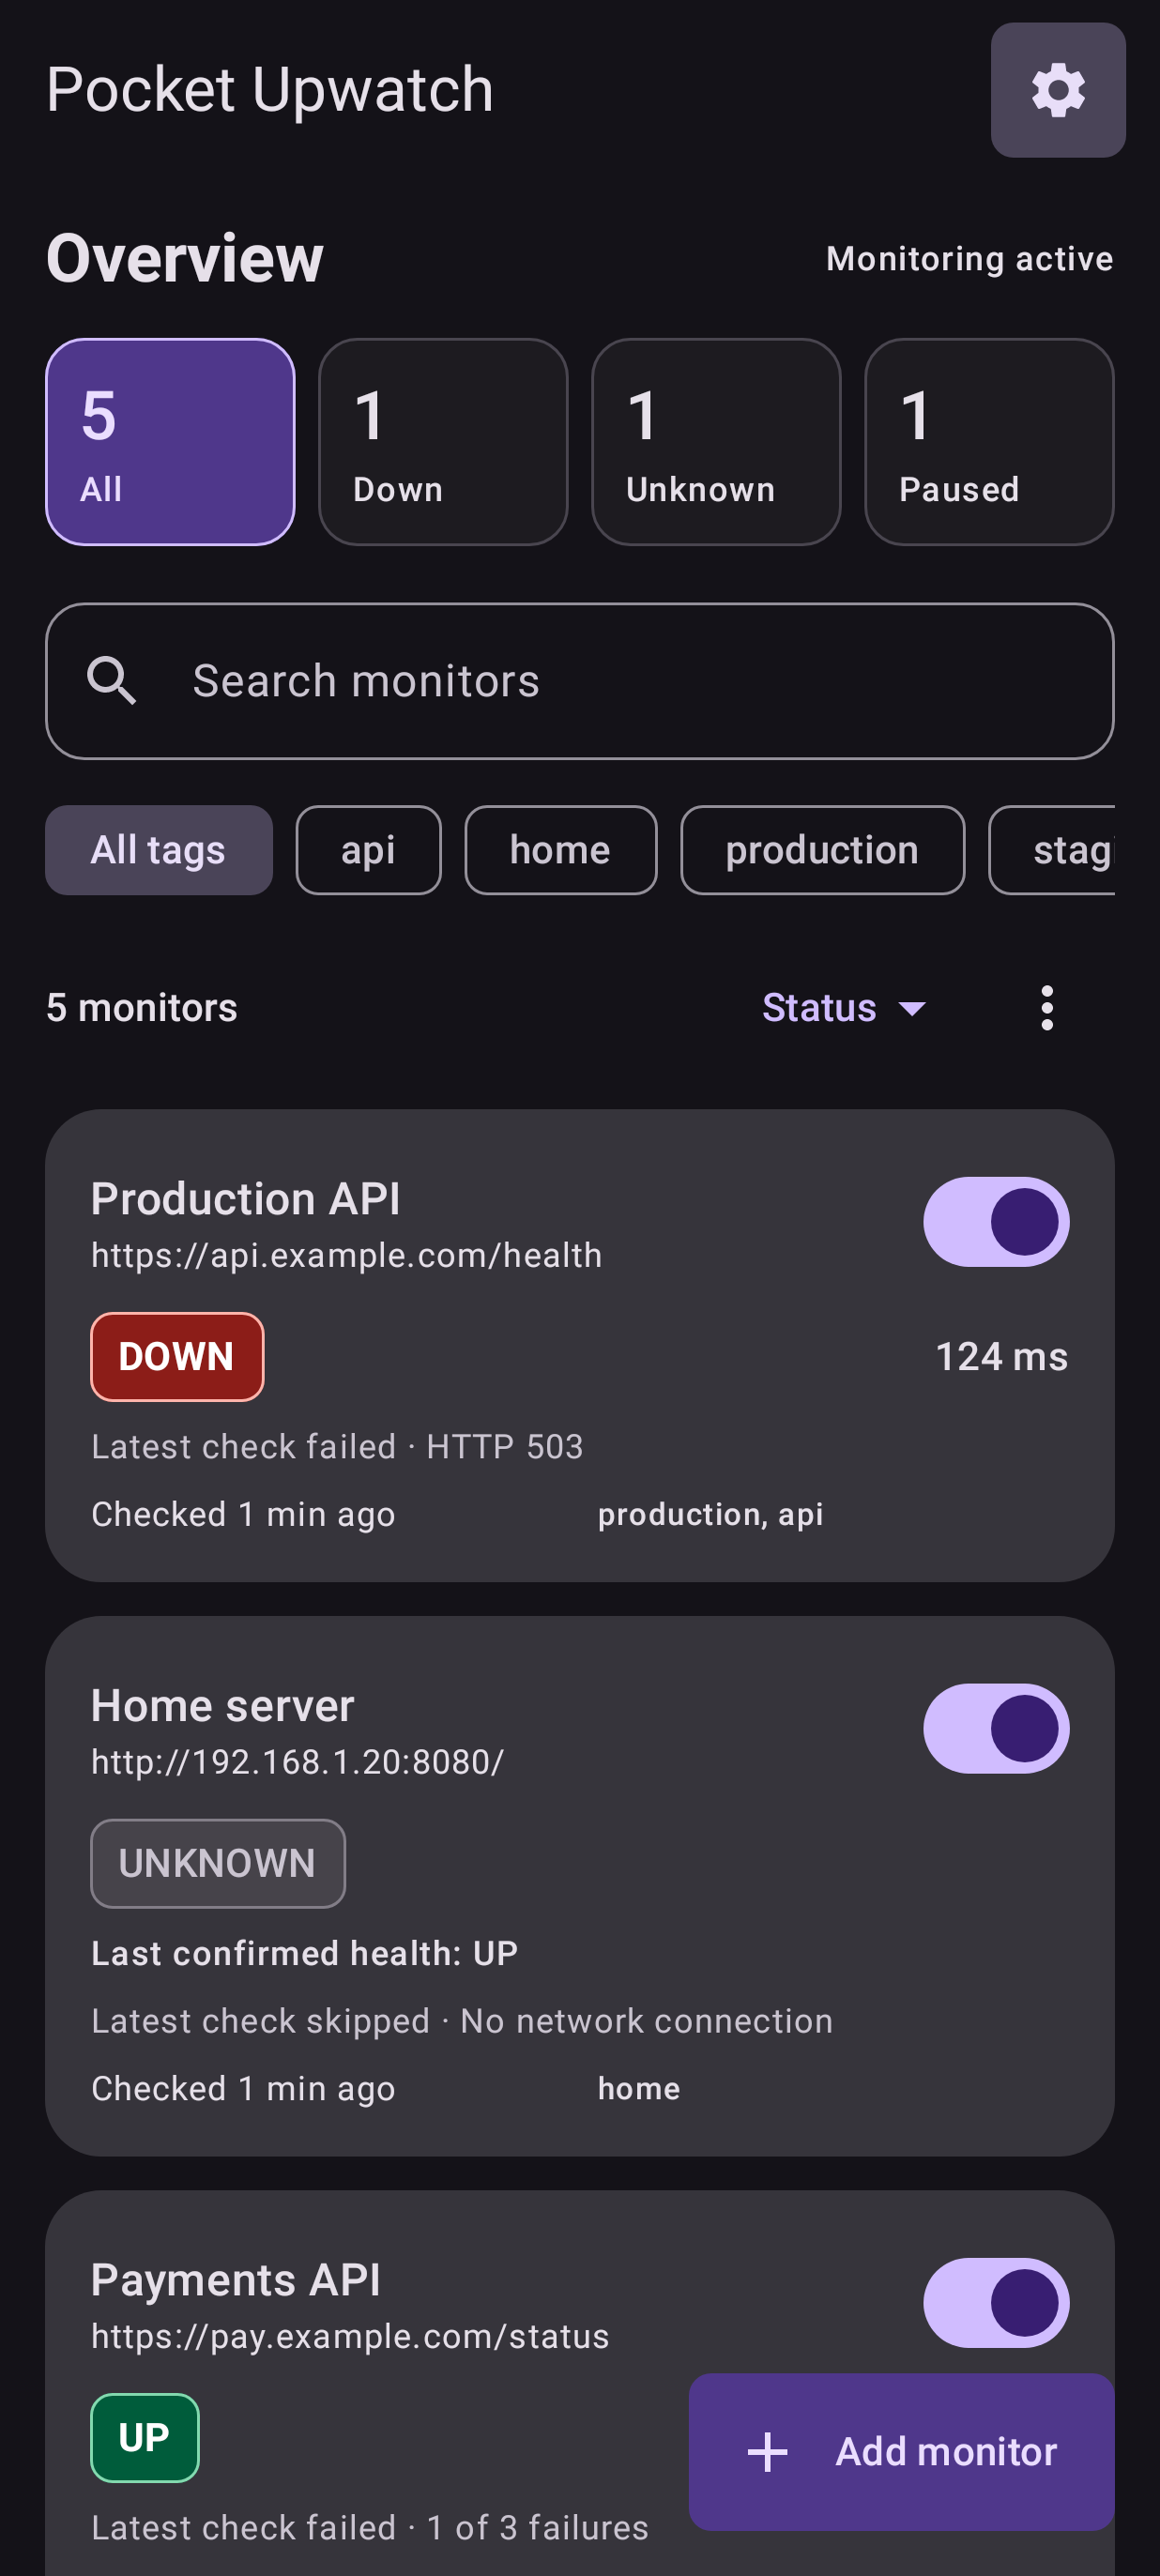 Pocket Upwatch
Overview
Monitoring active
5
All
1
Down
1
Unknown
1
Paused
Search monitors
All tags
api
home
production
stag
5 monitors
Status
Production API
https://api.example.com/health
DOWN
124 ms
Latest check failed · HTTP 503
Checked 1 min ago
production, api
Home server
http://192.168.1.20:8080/
UNKNOWN
Last confirmed health: UP
Latest check skipped · No network connection
Checked 1 min ago
home
Payments API
https://pay.example.com/status
UP
Add monitor
Latest check failed · 1 of 3 failures